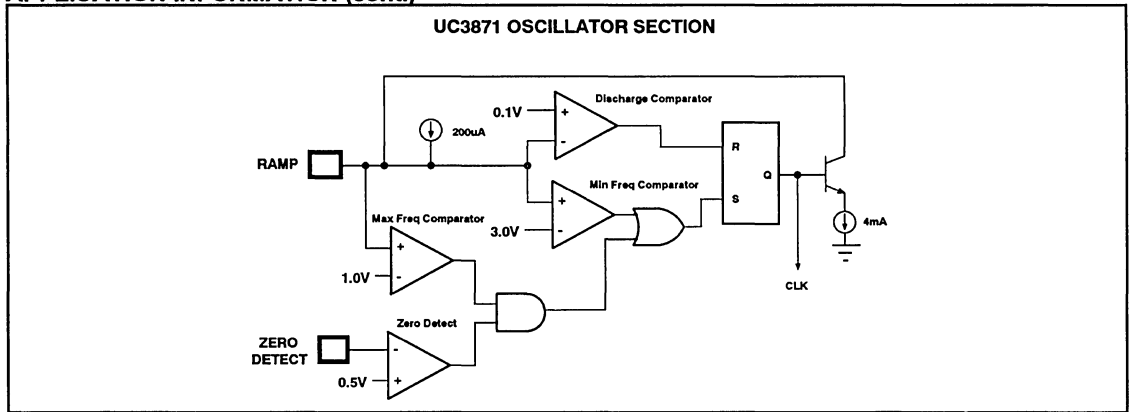 UC3871 OSCILLATOR SECTION
Discharge Comparator
0.1V
+
-
200uA
RAMP
R
Q
S
Min Freq Comparator
+
-
3.0V
4mA
Max Freq Comparator
+
-
1.0V
CLK
Zero Detect
ZERO
DETECT
-
+
0.5V